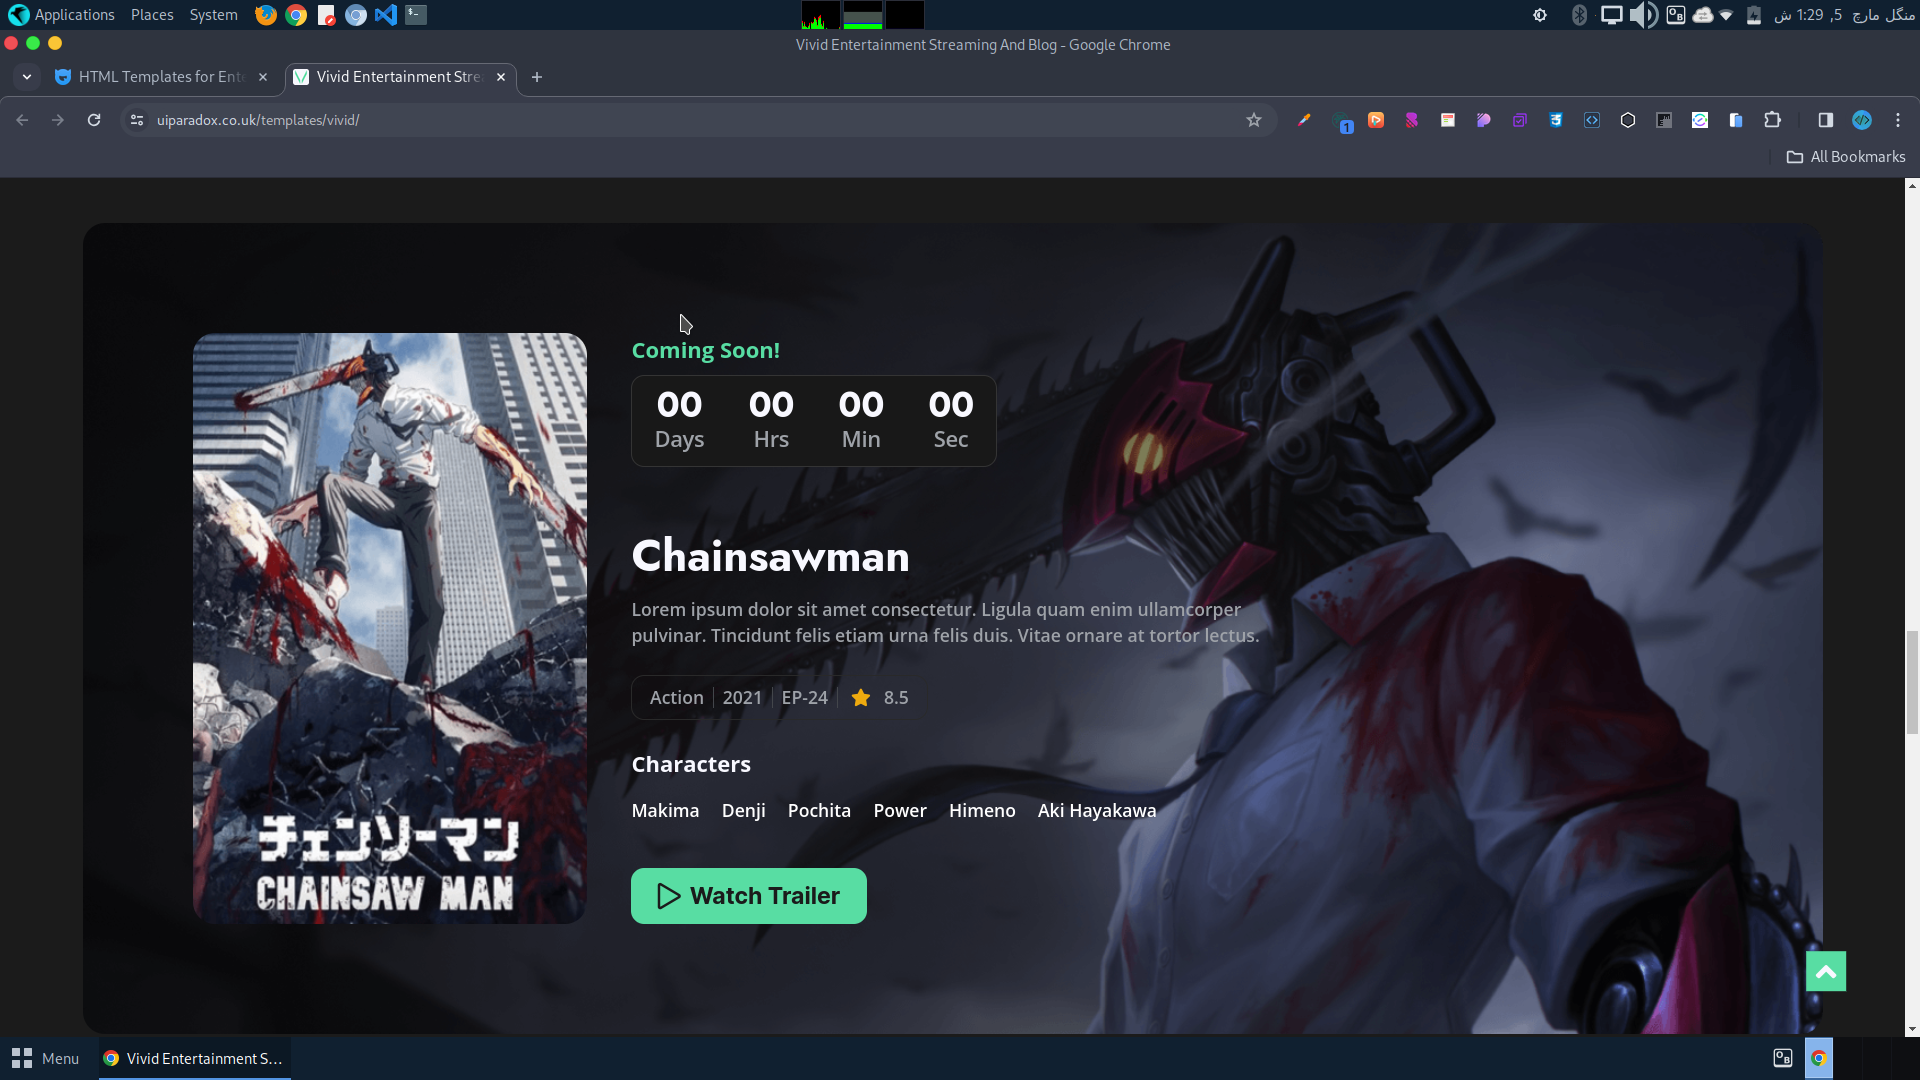 Applications Places System
منگل مارچ 5, 1:29 ش
Vivid Entertainment Streaming And Blog - Google Chrome
HTML Templates for Ente
Vivid Entertainment Strea
uiparadox.co.uk/templates/vivid/
1
All Bookmarks
Coming Soon!
00 00 00 00
Days Hrs Min Sec
Chainsawman
Lorem ipsum dolor sit amet consectetur. Ligula quam enim ullamcorper
pulvinar. Tincidunt felis etiam urna felis duis. Vitae ornare at tortor lectus.
Action 2021 EP-24 8.5
Characters
Makima Denji Pochita Power Himeno Aki Hayakawa
Watch Trailer
チェンソーマン
CHAINSAW MAN
Menu Vivid Entertainment S...